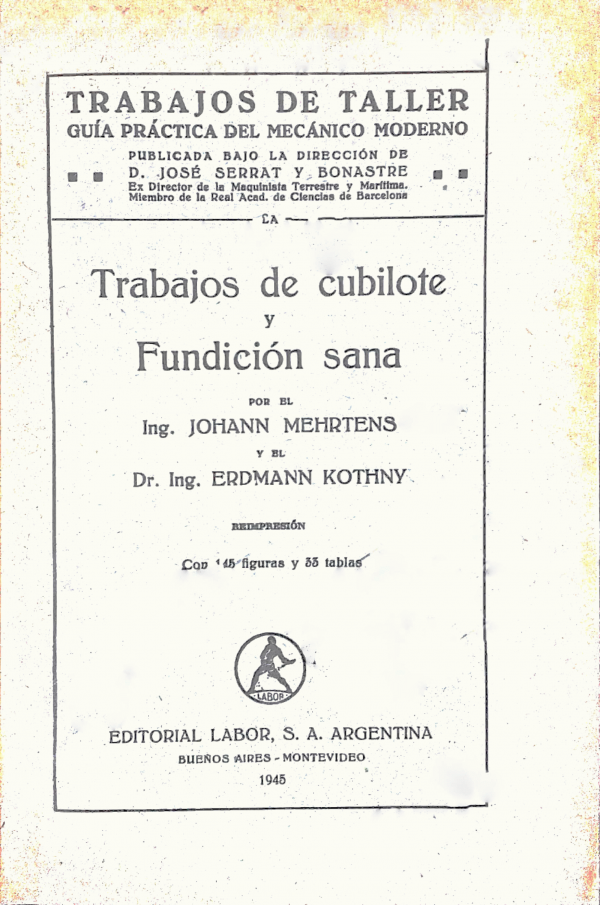 TRABAJOS DE TALLER
GUÍA PRÁCTICA DEL MECÁNICO MODERNO
PUBLICADA BAJO LA DIRECCIÓN DE
D. JOSÉ SERRAT Y BONASTRE
Ex Director de la Maquinista Terrestre y Marítima.
Miembro de la Real Acad. de Ciencias de Barcelona
Trabajos de cubilote
y
Fundición sana
POR EL
Ing. JOHANN MEHRTENS
Y EL
Dr. Ing. ERDMANN KOTHNY
REIMPRESIÓN
Con figuras y 33 tablas
LABOR
EDITORIAL LABOR, S. A. ARGENTINA
BUENOS AIRES - MONTEVIDEO
1945